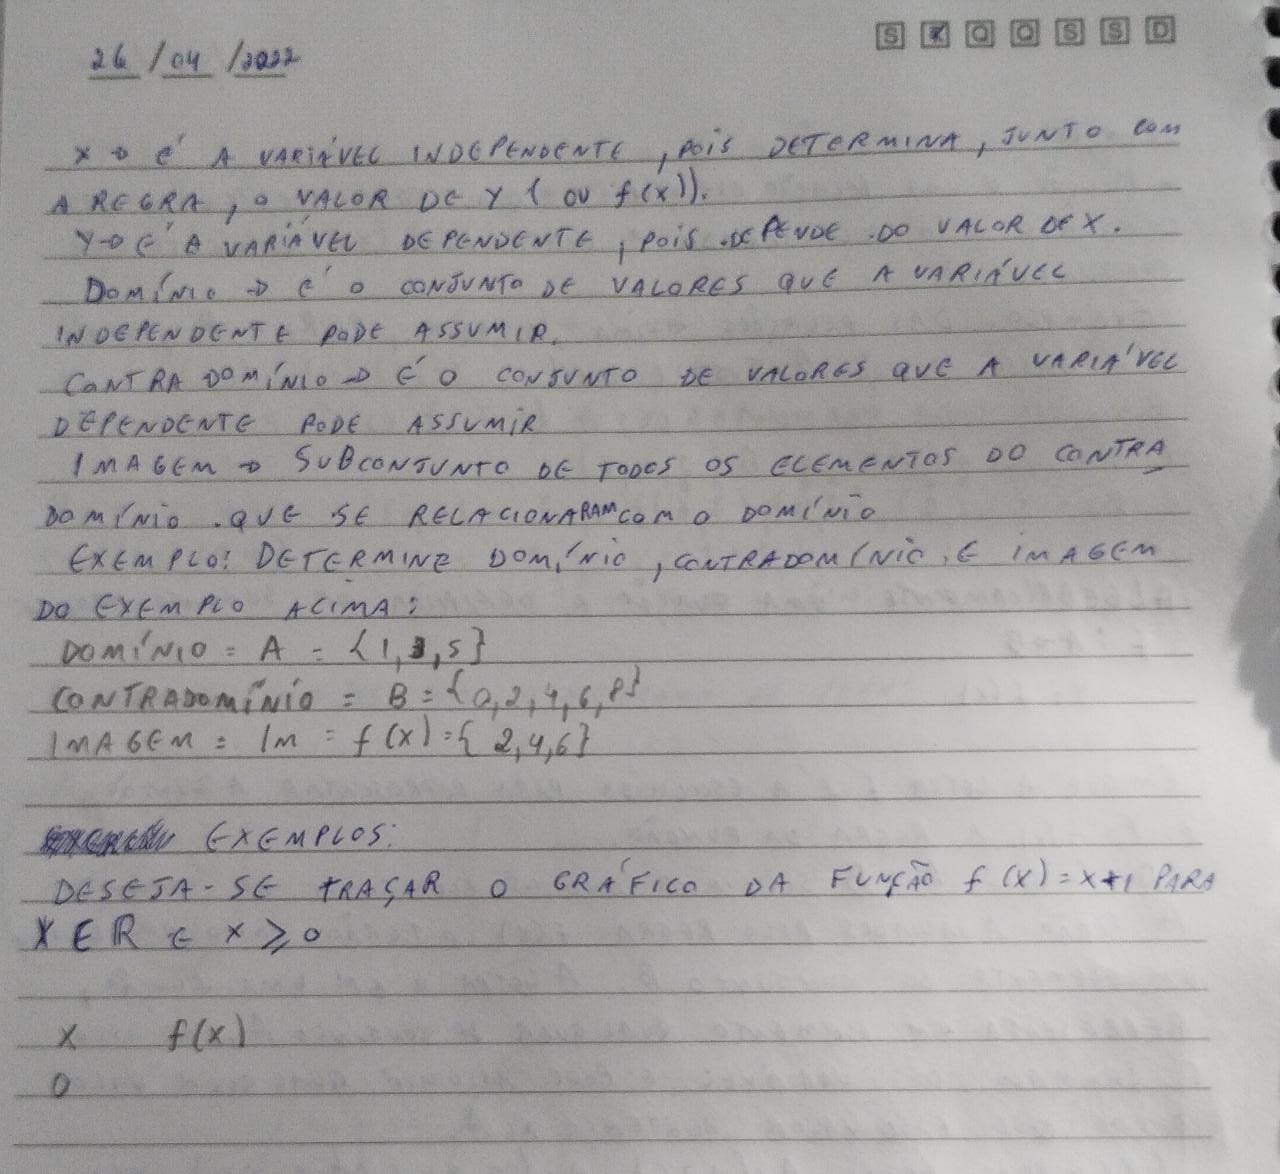 S T Q Q S S D
26/04/2022
X → É A VARIÁVEL INDEPENDENTE, POIS DETERMINA, JUNTO COM
A REGRA, O VALOR DE Y (OU f(x)).
Y → É A VARIÁVEL DEPENDENTE, POIS DEPENDE DO VALOR DE X.
DOMÍNIO → É O CONJUNTO DE VALORES QUE A VARIÁVEL
INDEPENDENTE PODE ASSUMIR.
CONTRA DOMÍNIO → É O CONJUNTO DE VALORES QUE A VARIÁVEL
DEPENDENTE PODE ASSUMIR
IMAGEM → SUBCONJUNTO DE TODOS OS ELEMENTOS DO CONTRA
DOMÍNIO QUE SE RELACIONARAM COM O DOMÍNIO
EXEMPLO: DETERMINE DOMÍNIO, CONTRADOMÍNIO, E IMAGEM
DO EXEMPLO ACIMA:
DOMÍNIO = A = {1,3,5}
CONTRADOMÍNIO = B = {0,2,4,6,8}
IMAGEM = IM = f(x) = {2,4,6}
EXEMPLOS:
DESEJA-SE TRAÇAR O GRÁFICO DA FUNÇÃO f(x)=x+1 PARA
X ∈ R E X ⩾ 0
X f(x)
0